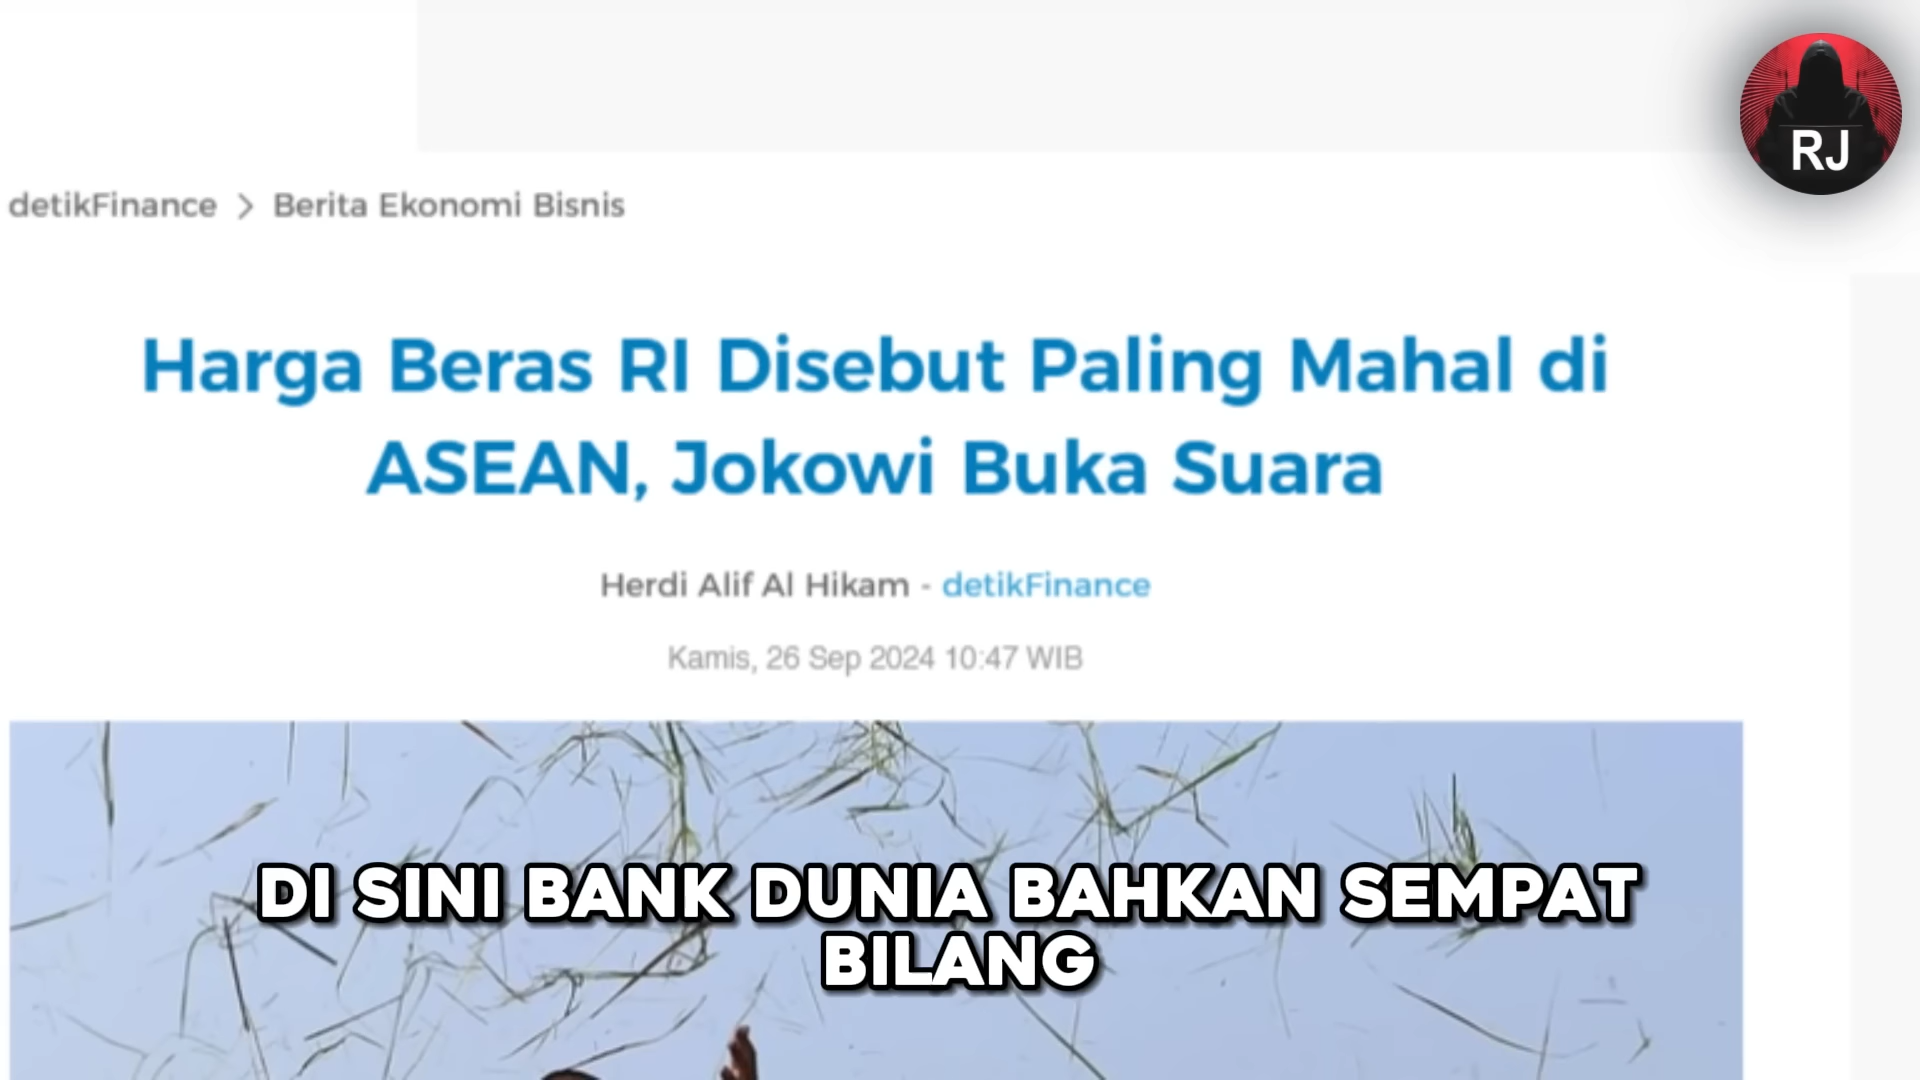 RJ
detikFinance > Berita Ekonomi Bisnis
Harga Beras RI Disebut Paling Mahal di
ASEAN, Jokowi Buka Suara
Herdi Alif Al Hikam - detikFinance
Kamis, 26 Sep 2024 10:47 WIB
DI SINI BANK DUNIA BAHKAN SEMPAT
BILANG